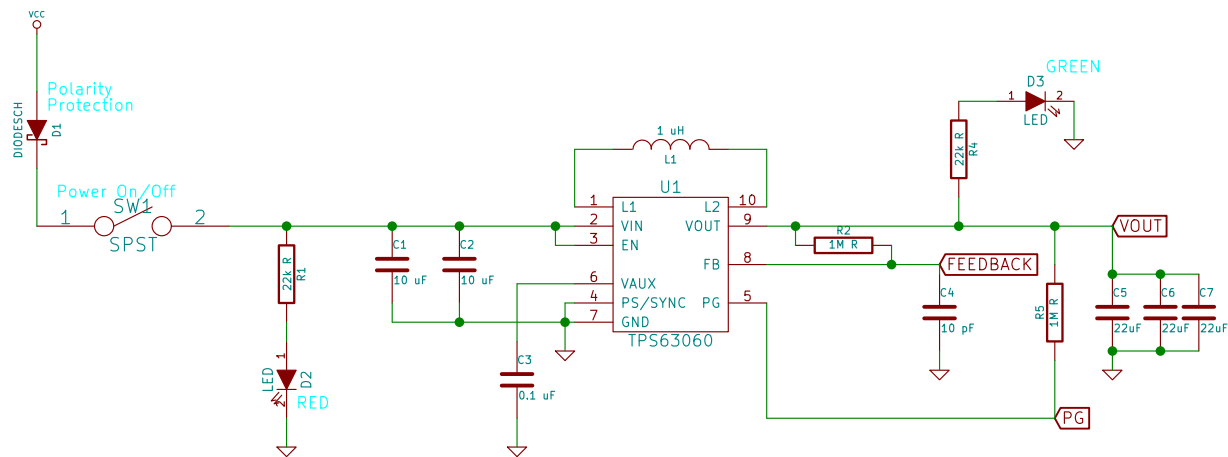 VCC
Polarity
Protection
DIODESCH
D1
Power On/Off
SW1
1
2
SPST
22k R
R1
1
LED
D2
2
RED
C1
10 uF
C2
10 uF
C3
0.1 uF
1 uH
L1
U1
1
L1
L2
10
2
VIN
VOUT
9
3
EN
FB
8
6
VAUX
4
PS/SYNC
PG
5
7
GND
TPS63060
R2
1M R
FEEDBACK
C4
10 pF
22k R
R4
GREEN
D3
1
2
LED
VOUT
R5
1M R
PG
C5
22uF
C6
22uF
C7
22uF